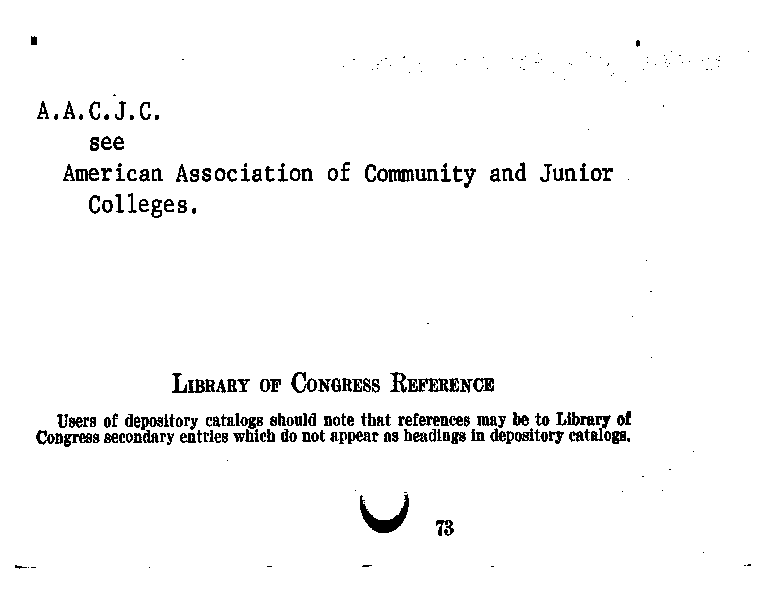 A.A.C.J.C.
see
American Association of Community and Junior
Colleges.
LIBRARY OF CONGRESS REFERENCE
Users of depository catalogs should note that references may be to Library of
Congress secondary entries which do not appear as headings in depository catalogs.
73